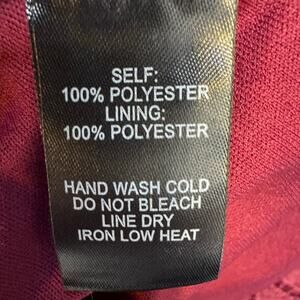 SELF:
100% POLYESTER
LINING:
100% POLYESTER
HAND WASH COLD
DO NOT BLEACH
LINE DRY
IRON LOW HEAT